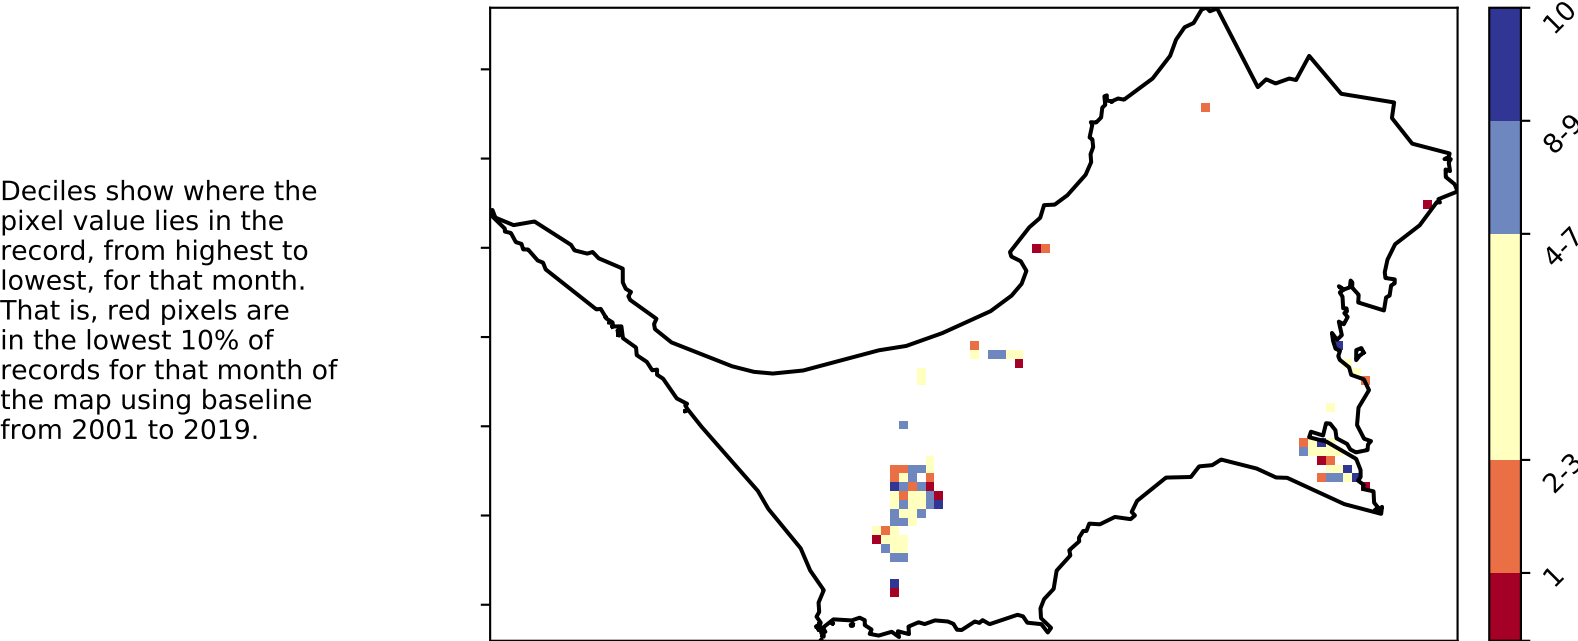 Deciles show where the
pixel value lies in the
record, from highest to
lowest, for that month.
That is, red pixels are
in the lowest 10% of
records for that month of
the map using baseline
from 2001 to 2019.
10
8-9
4-7
2-3
1